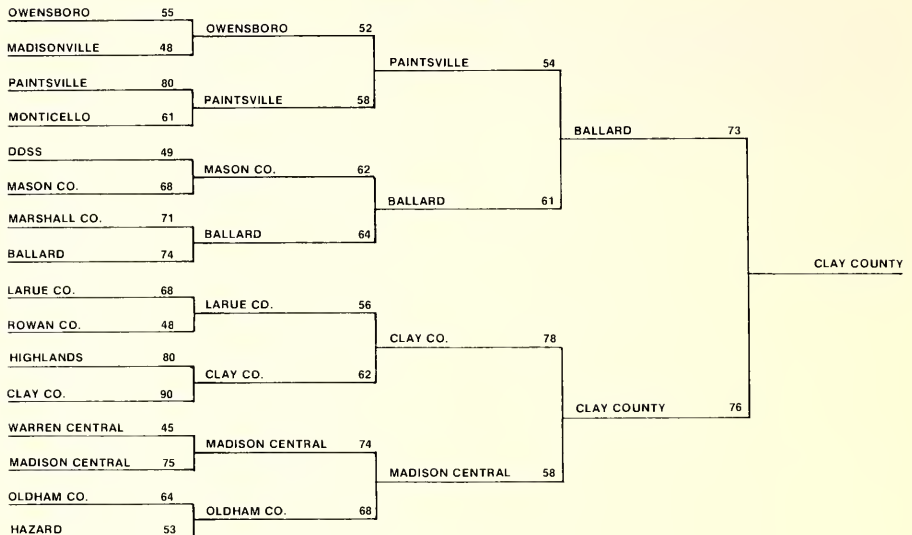 OWENSBORO 55
OWENSBORO 52
MADISONVILLE 48
PAINTSVILLE 54
PAINTSVILLE 80
PAINTSVILLE 58
MONTICELLO 61
BALLARD 73
DOSS 49
MASON CO. 62
MASON CO. 68
BALLARD 61
MARSHALL CO. 71
BALLARD 64
BALLARD 74
CLAY COUNTY
LARUE CO. 68
LARUE CO. 56
ROWAN CO. 48
CLAY CO. 78
HIGHLANDS 80
CLAY CO. 62
CLAY CO. 90
CLAY COUNTY 76
WARREN CENTRAL 45
MADISON CENTRAL 74
MADISON CENTRAL 75
MADISON CENTRAL 58
OLDHAM CO. 64
OLDHAM CO. 68
HAZARD 53